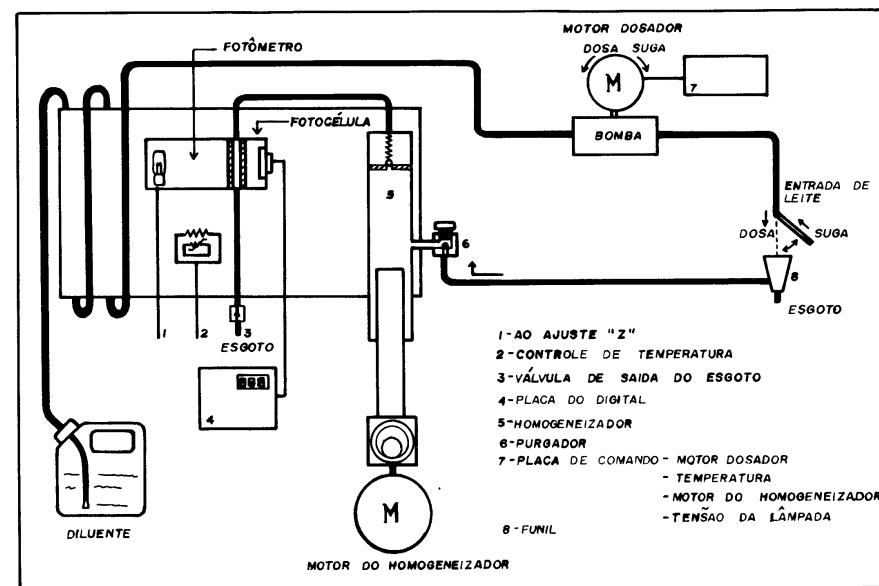 MOTOR DOSADOR
DOSA SUGA
M
7
BOMBA
FOTÔMETRO
FOTOCÉLULA
5
6
ENTRADA DE
LEITE
DOSA SUGA
8
ESGOTO
1
2
3
ESGOTO
4
DILUENTE
M
MOTOR DO HOMOGENEIZADOR
1-AO AJUSTE "Z"
2-CONTROLE DE TEMPERATURA
3-VÁLVULA DE SAIDA DO ESGOTO
4-PLACA DO DIGITAL
5-HOMOGENEIZADOR
6-PURGADOR
7-PLACA DE COMANDO - MOTOR DOSADOR
- TEMPERATURA
- MOTOR DO HOMOGENEIZADOR
- TENSÃO DA LÂMPADA
8-FUNIL